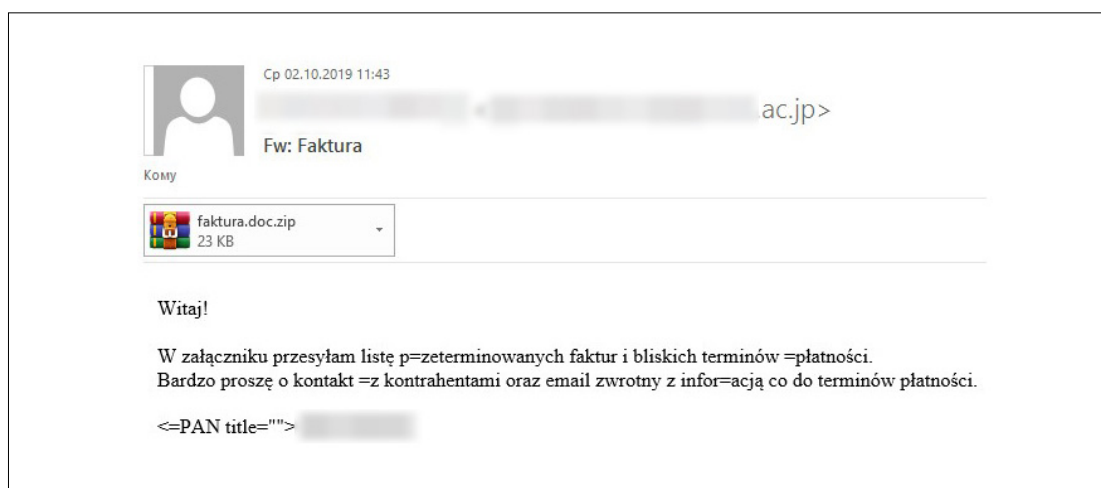 Ср 02.10.2019 11:43
< .ac.jp>
Fw: Faktura
Кому
faktura.doc.zip
23 KB
Witaj!
W załączniku przesyłam listę p=zeterminowanych faktur i bliskich terminów =płatności.
Bardzo proszę o kontakt =z kontrahentami oraz email zwrotny z infor=acją co do terminów płatności.
<=PAN title="">